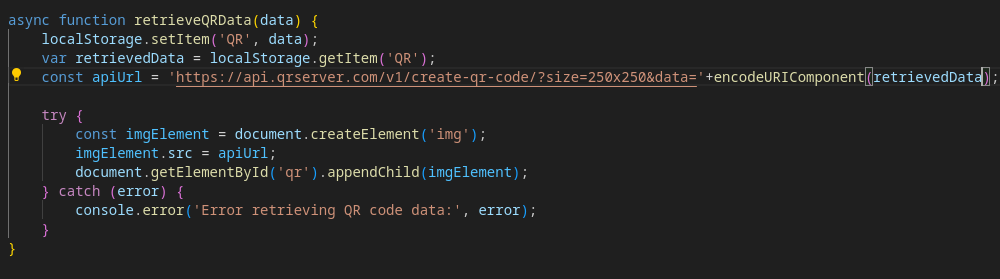 async function retrieveQRData(data) {
    localStorage.setItem('QR', data);
    var retrievedData = localStorage.getItem('QR');
    const apiUrl = 'https://api.qrserver.com/v1/create-qr-code/?size=250x250&data='+encodeURIComponent(retrievedData);

    try {
        const imgElement = document.createElement('img');
        imgElement.src = apiUrl;
        document.getElementById('qr').appendChild(imgElement);
    } catch (error) {
        console.error('Error retrieving QR code data:', error);
    }
}